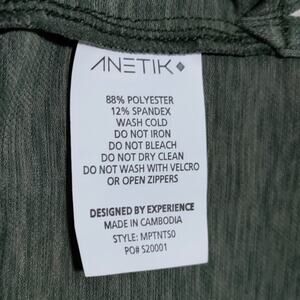 ANETIK
88% POLYESTER
12% SPANDEX
WASH COLD
DO NOT IRON
DO NOT BLEACH
DO NOT DRY CLEAN
DO NOT WASH WITH VELCRO
OR OPEN ZIPPERS
DESIGNED BY EXPERIENCE
MADE IN CAMBODIA
STYLE: MPTNTS0
PO# S20001